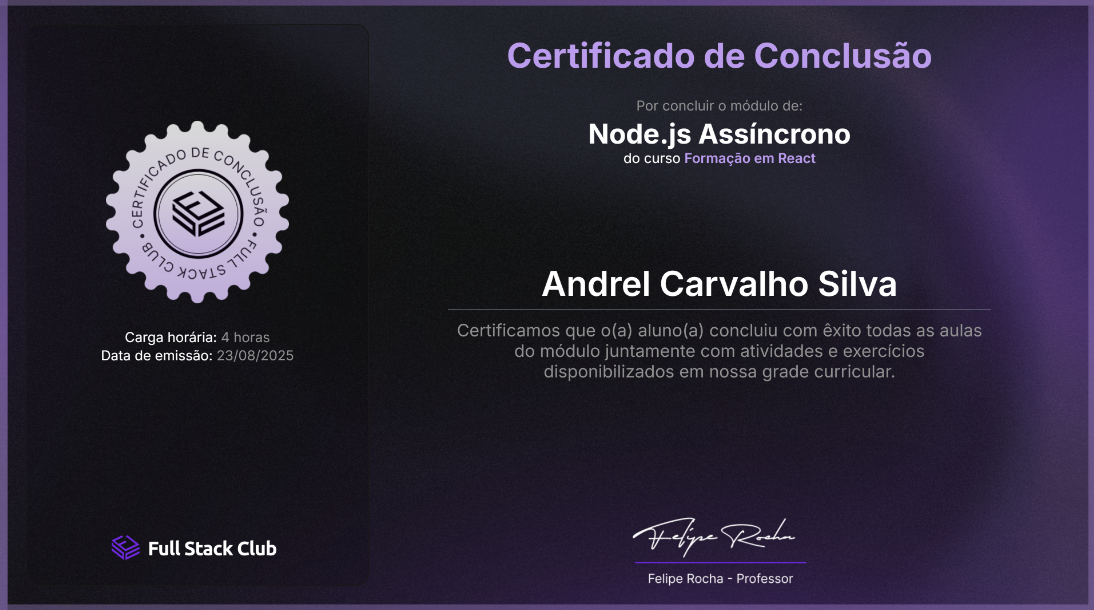 CERTIFICADO DE CONCLUSÃO • FULL STACK CLUB •
Carga horária: 4 horas
Data de emissão: 23/08/2025
Full Stack Club
Certificado de Conclusão
Por concluir o módulo de:
Node.js Assíncrono
do curso Formação em React
Andrel Carvalho Silva
Certificamos que o(a) aluno(a) concluiu com êxito todas as aulas
do módulo juntamente com atividades e exercícios
disponibilizados em nossa grade curricular.
Felipe Rocha
Felipe Rocha - Professor